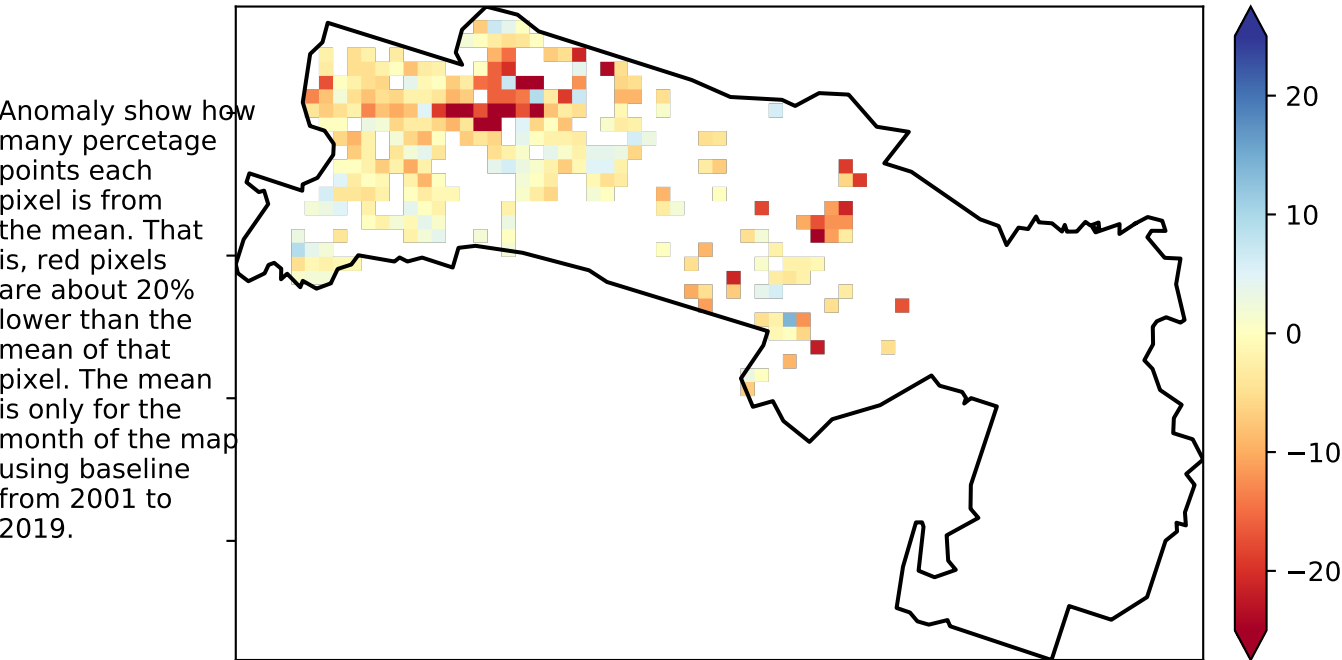 Anomaly show how
many percetage
points each
pixel is from
the mean. That
is, red pixels
are about 20%
lower than the
mean of that
pixel. The mean
is only for the
month of the map
using baseline
from 2001 to
2019.
20
10
0
−10
−20